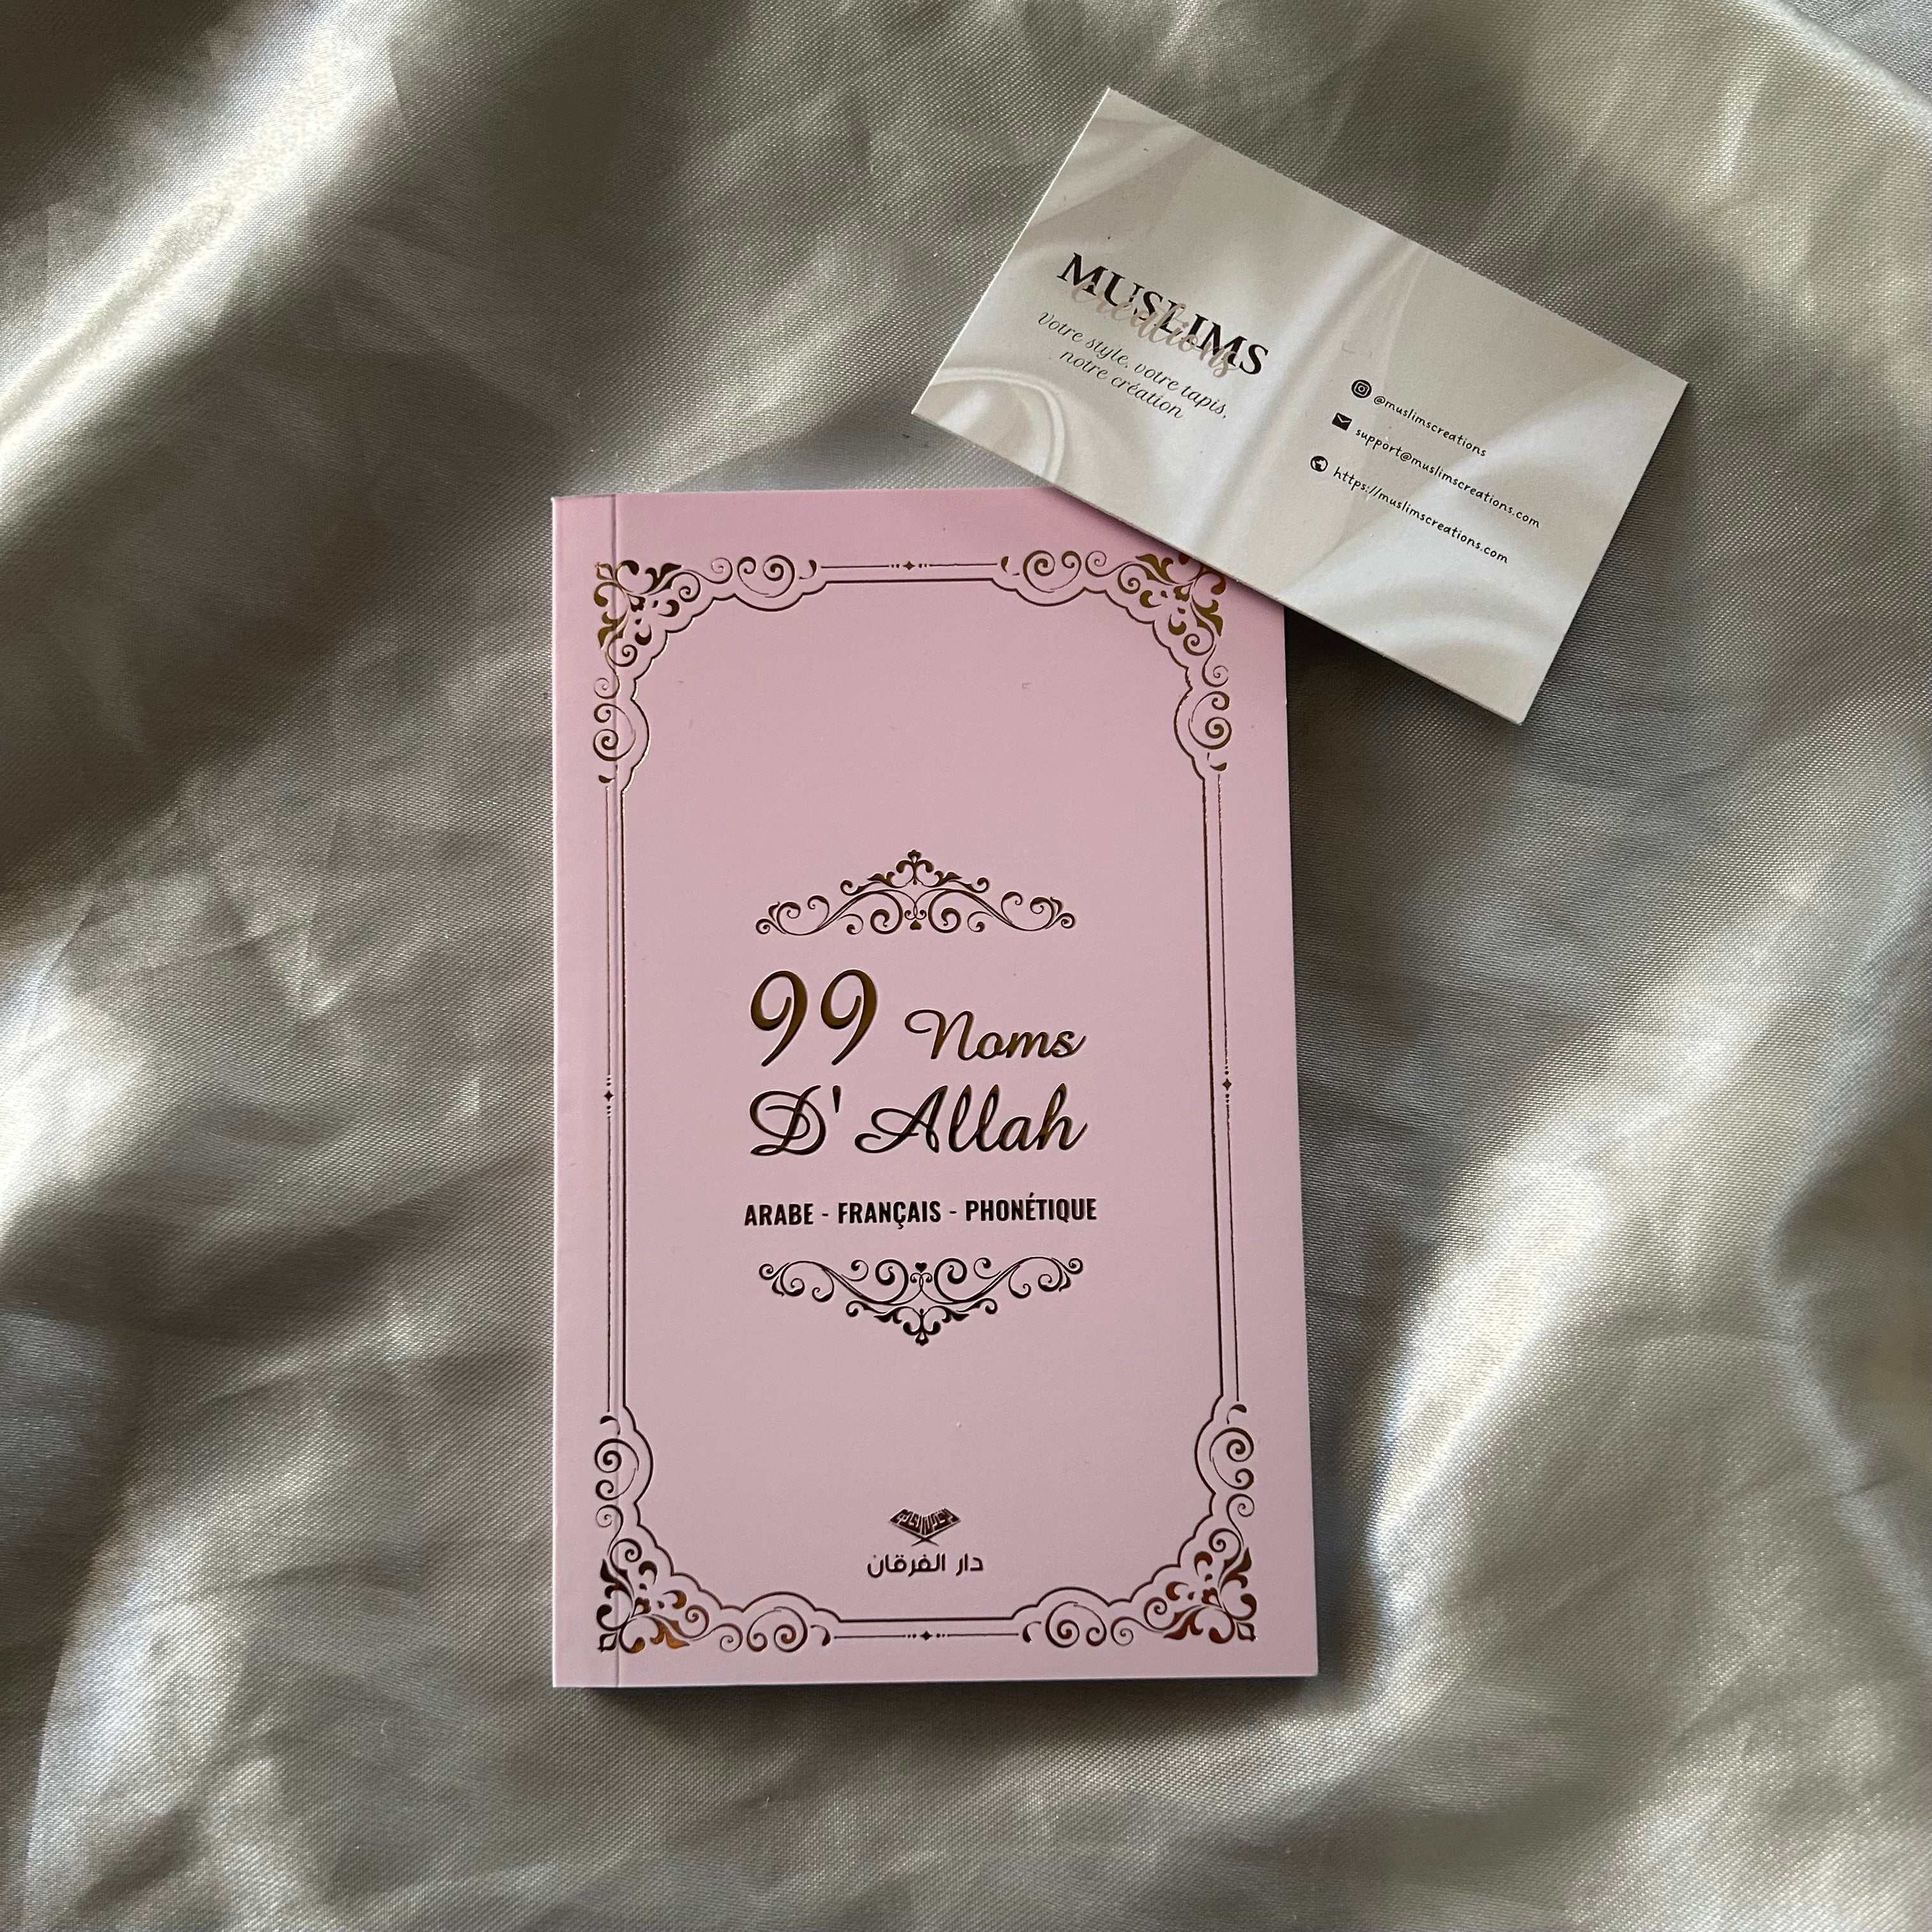 MUSLIMS
créations
votre style, votre tapis,
notre création
@muslimscreations
support@muslimscreations.com
https://muslimscreations.com
99 Noms
D' Allah
ARABE - FRANÇAIS - PHONÉTIQUE
دار الفرقان